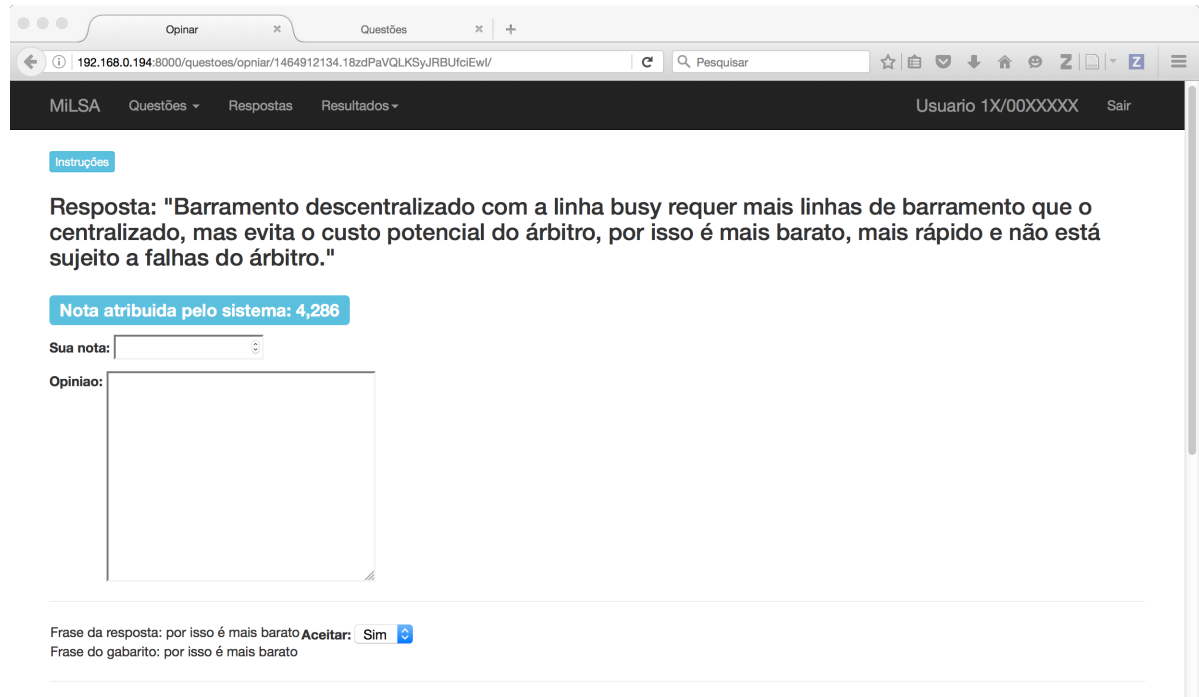 Opinar
Questões
192.168.0.194:8000/questoes/opniar/1464912134.18zdPaVQLKSyJRBUfciEwI/
Pesquisar
MiLSA Questões Respostas Resultados Usuario 1X/00XXXXX Sair
Instruções
Resposta: "Barramento descentralizado com a linha busy requer mais linhas de barramento que o
centralizado, mas evita o custo potencial do árbitro, por isso é mais barato, mais rápido e não está
sujeito a falhas do árbitro."
Nota atribuida pelo sistema: 4,286
Sua nota:
Opiniao:
Frase da resposta: por isso é mais barato Aceitar: Sim
Frase do gabarito: por isso é mais barato